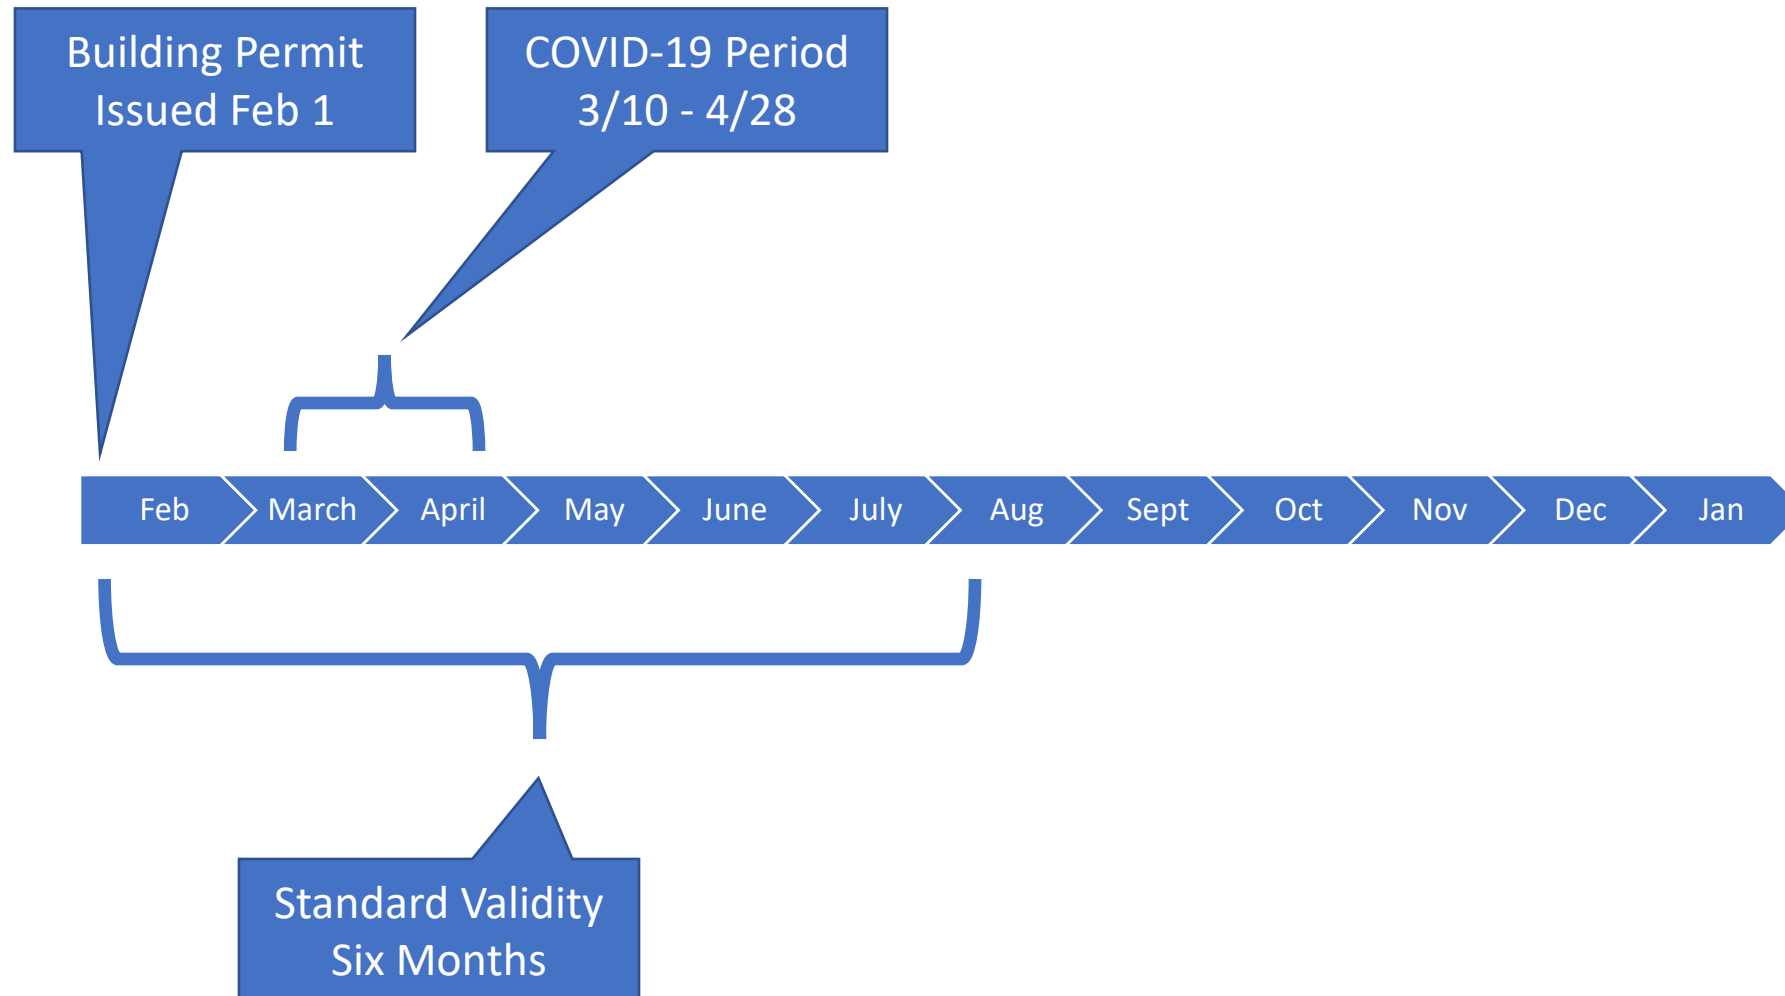 Building Permit
Issued Feb 1
COVID-19 Period
3/10 - 4/28
Feb
March
April
May
June
July
Aug
Sept
Oct
Nov
Dec
Jan
Standard Validity
Six Months